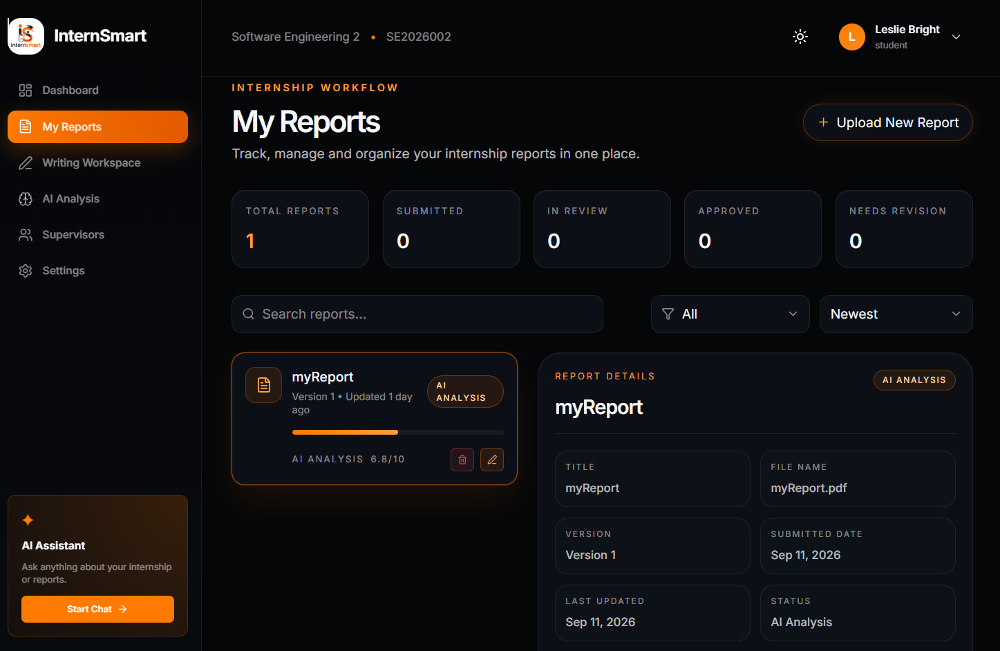 iS
internsmart
InternSmart
Dashboard
My Reports
Writing Workspace
AI Analysis
Supervisors
Settings
AI Assistant
Ask anything about your internship
or reports.
Start Chat →
Software Engineering 2 • SE2026002
L
Leslie Bright
student
INTERNSHIP WORKFLOW
My Reports
Track, manage and organize your internship reports in one place.
+ Upload New Report
TOTAL REPORTS
1
SUBMITTED
0
IN REVIEW
0
APPROVED
0
NEEDS REVISION
0
Search reports...
All
Newest
myReport
Version 1 • Updated 1 day
ago
AI
ANALYSIS
AI ANALYSIS 6.8/10
REPORT DETAILS
AI ANALYSIS
myReport
TITLE
myReport
FILE NAME
myReport.pdf
VERSION
Version 1
SUBMITTED DATE
Sep 11, 2026
LAST UPDATED
Sep 11, 2026
STATUS
AI Analysis